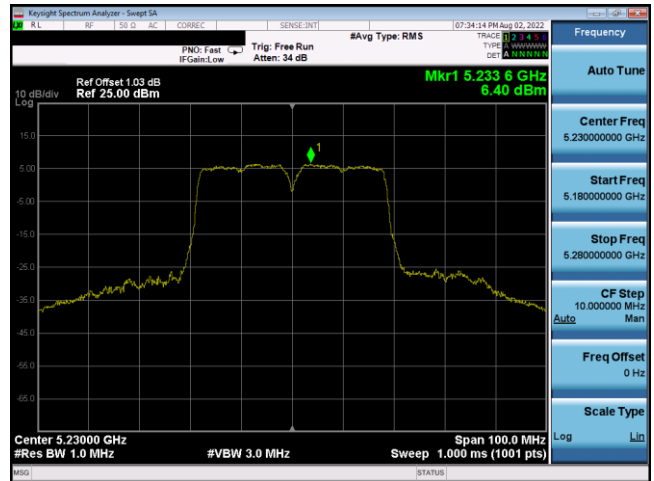 Keysight Spectrum Analyzer - Swept SA
RL RF 50 Ω AC CORREC SENSE:INT 07:34:14 PM Aug 02, 2022
#Avg Type: RMS TRACE 1 2 3 4 5 6
PNO: Fast Trig: Free Run TYPE A WWWWW
IFGain:Low Atten: 34 dB DET A N N N N N
Ref Offset 1.03 dB Mkr1 5.233 6 GHz
10 dB/div Ref 25.00 dBm 6.40 dBm
Log
1
15.0
5.00
-5.00
-15.0
-25.0
-35.0
-45.0
-55.0
-65.0
Center 5.23000 GHz Span 100.0 MHz
#Res BW 1.0 MHz #VBW 3.0 MHz Sweep 1.000 ms (1001 pts)
MSG STATUS
Frequency
Auto Tune
Center Freq
5.230000000 GHz
Start Freq
5.180000000 GHz
Stop Freq
5.280000000 GHz
CF Step
10.000000 MHz
Auto Man
Freq Offset
0 Hz
Scale Type
Log Lin